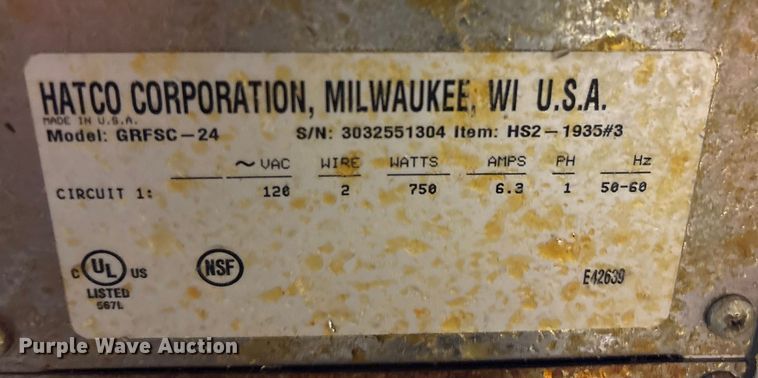 HATCO CORPORATION, MILWAUKEE, WI U.S.A.
MADE IN U.S.A.
Model: GRFSC-24 S/N: 3032551304 Item: HS2-1935#3
~ VAC WIRE WATTS AMPS PH Hz
CIRCUIT 1: 120 2 750 6.3 1 50-60
C UL US NSF
LISTED E42639
567L
Purple Wave Auction